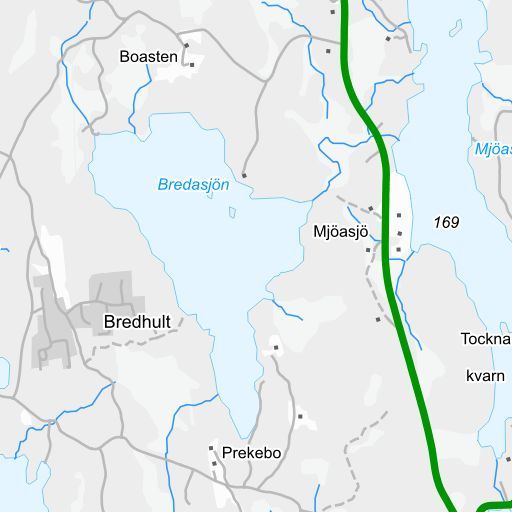 Boasten
Mjöas
Bredasjön
169
Mjöasjö
Bredhult
Tockna
kvarn
Prekebo